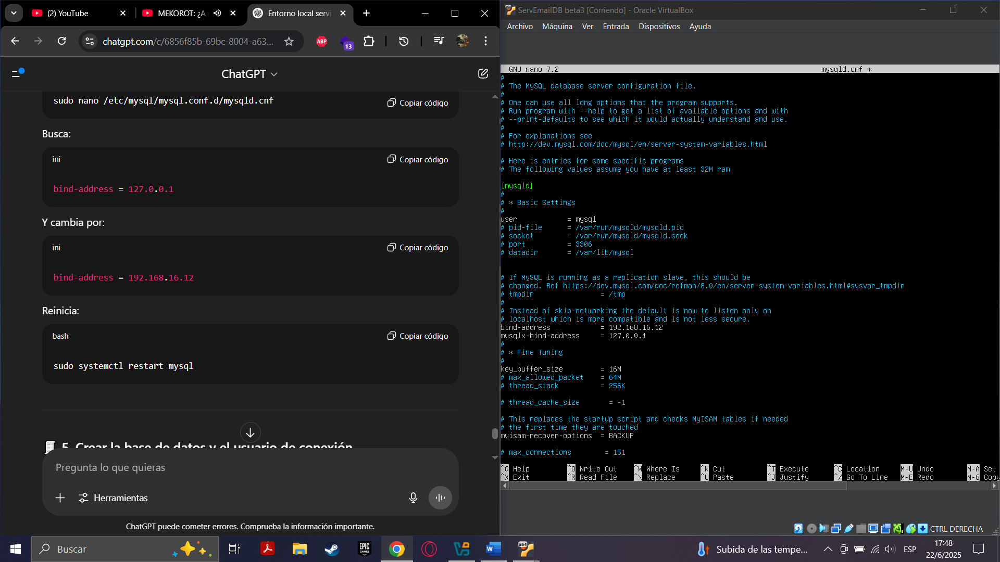 (2) YouTube
MEKOROT: ¿A
Entorno local servi
chatgpt.com/c/6856f85b-69bc-8004-a63...
ABP
13
ChatGPT
sudo nano /etc/mysql/mysql.conf.d/mysqld.cnf
Copiar código
Busca:
ini
Copiar código
bind-address = 127.0.0.1
Y cambia por:
ini
Copiar código
bind-address = 192.168.16.12
Reinicia:
bash
Copiar código
sudo systemctl restart mysql
5. Crear la base de datos y el usuario de conexión
Pregunta lo que quieras
Herramientas
ChatGPT puede cometer errores. Comprueba la información importante.
ServEmailDB beta3 [Corriendo] - Oracle VirtualBox
Archivo Máquina Ver Entrada Dispositivos Ayuda
GNU nano 7.2 mysqld.cnf *
#
# The MySQL database server configuration file.
#
# One can use all long options that the program supports.
# Run program with --help to get a list of available options and with
# --print-defaults to see which it would actually understand and use.
#
# For explanations see
# http://dev.mysql.com/doc/mysql/en/server-system-variables.html
# Here is entries for some specific programs
# The following values assume you have at least 32M ram
[mysqld]
#
# * Basic Settings
#
user = mysql
# pid-file = /var/run/mysqld/mysqld.pid
# socket = /var/run/mysqld/mysqld.sock
# port = 3306
# datadir = /var/lib/mysql
# If MySQL is running as a replication slave, this should be
# changed. Ref https://dev.mysql.com/doc/refman/8.0/en/server-system-variables.html#sysvar_tmpdir
# tmpdir = /tmp
#
# Instead of skip-networking the default is now to listen only on
# localhost which is more compatible and is not less secure.
bind-address = 192.168.16.12
mysqlx-bind-address = 127.0.0.1
#
# * Fine Tuning
#
key_buffer_size = 16M
# max_allowed_packet = 64M
# thread_stack = 256K
# thread_cache_size = -1
# This replaces the startup script and checks MyISAM tables if needed
# the first time they are touched
myisam-recover-options = BACKUP
# max_connections = 151
^G Help ^O Write Out ^W Where Is ^K Cut ^T Execute ^C Location M-U Undo M-A Set
^X Exit ^R Read File ^\ Replace ^U Paste ^J Justify ^/ Go To Line M-E Redo M-6 Copy
CTRL DERECHA
Buscar
EPIC GAMES
W
x64
Subida de las tempe...
ESP
17:48
22/6/2025